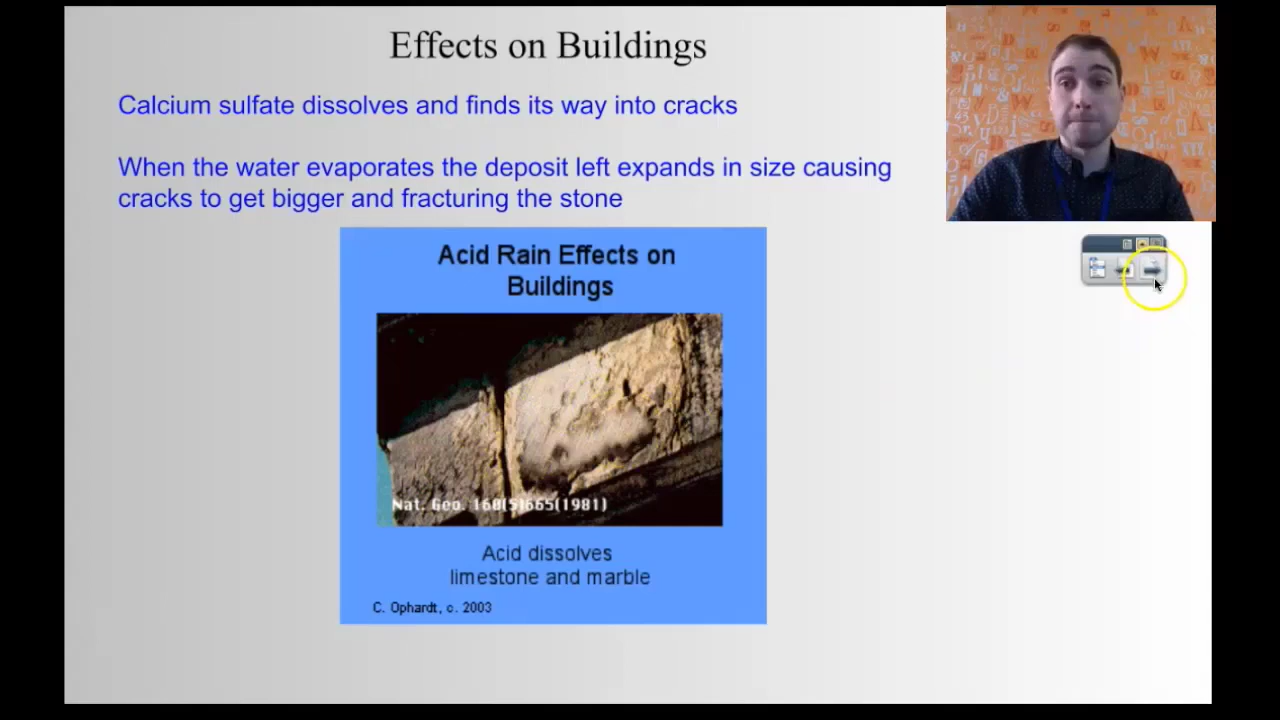 Effects on Buildings
Calcium sulfate dissolves and finds its way into cracks
When the water evaporates the deposit left expands in size causing
cracks to get bigger and fracturing the stone
Acid Rain Effects on
Buildings
Nat. Geo. 160(5)665(1981)
Acid dissolves
limestone and marble
C. Ophardt, c. 2003